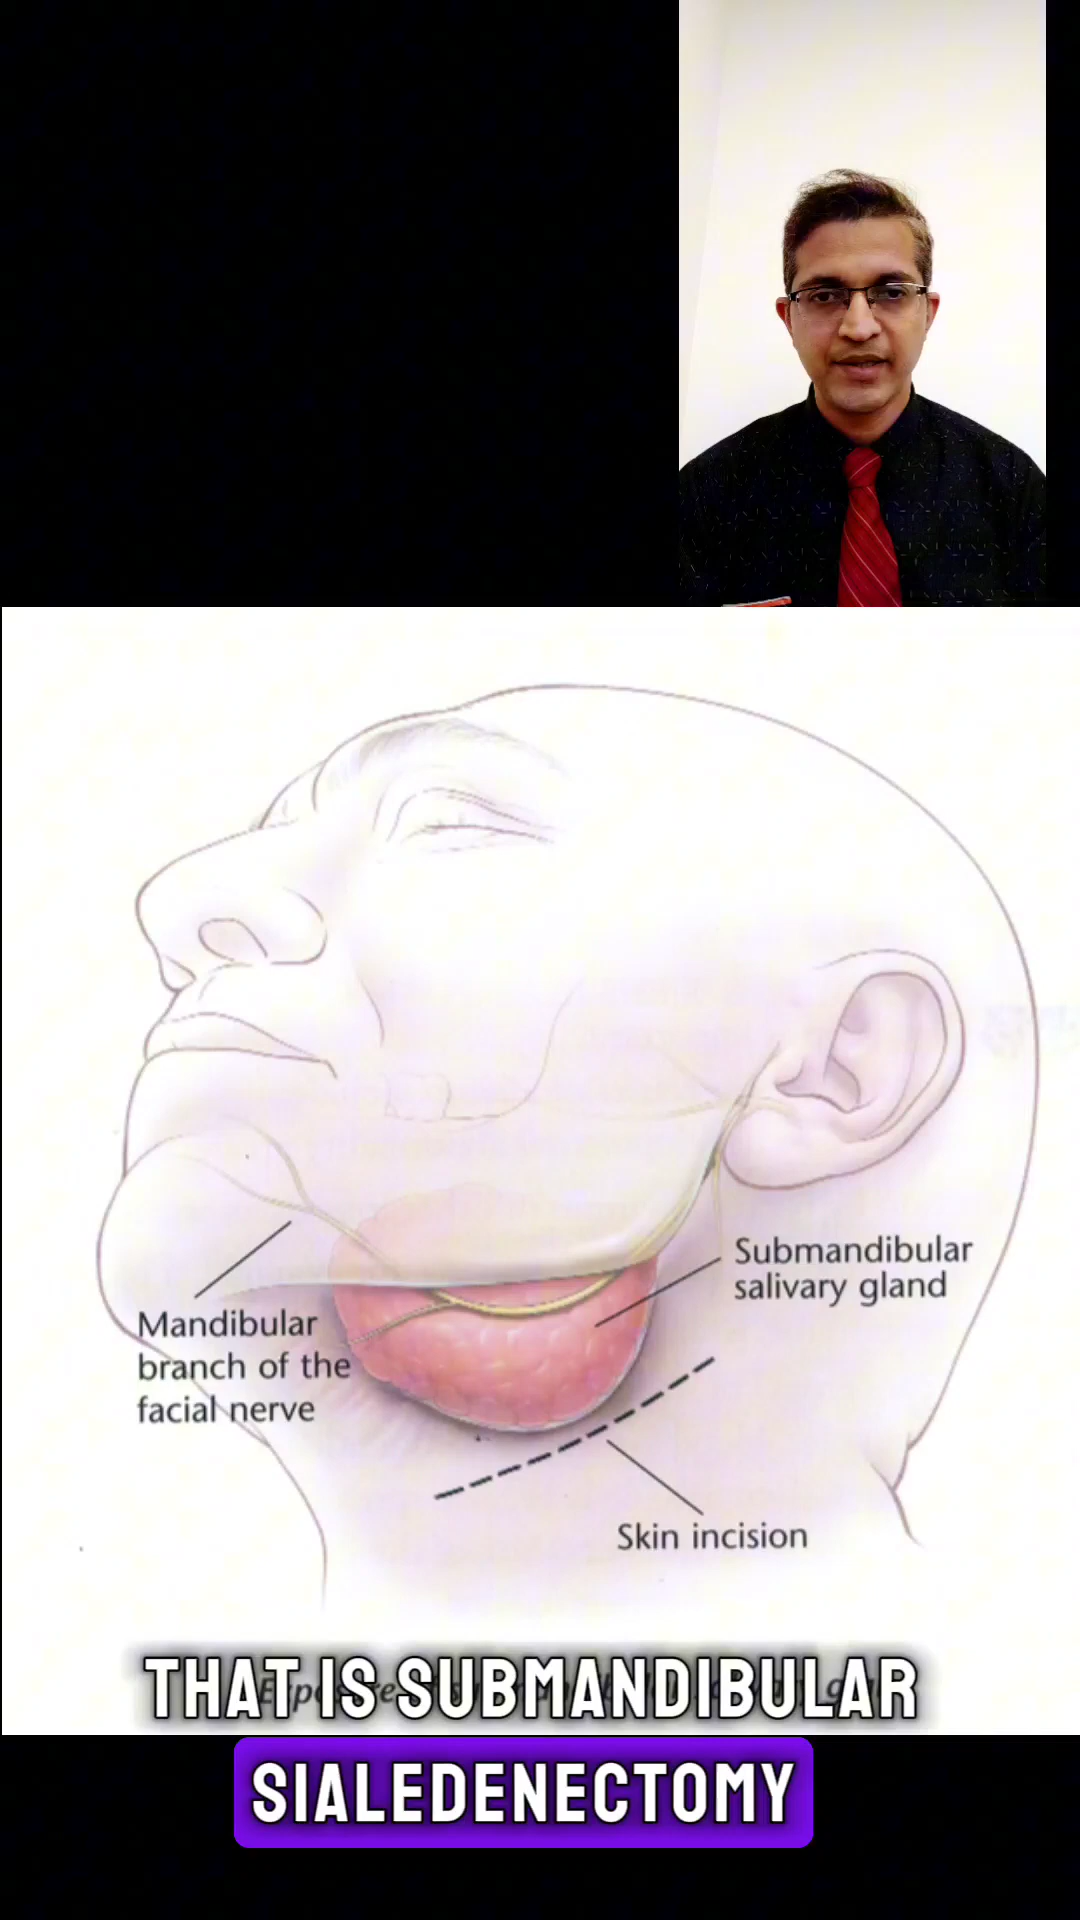 Submandibular
salivary gland
Mandibular
branch of the
facial nerve
Skin incision
THAT IS SUBMANDIBULAR
SIALEDENECTOMY